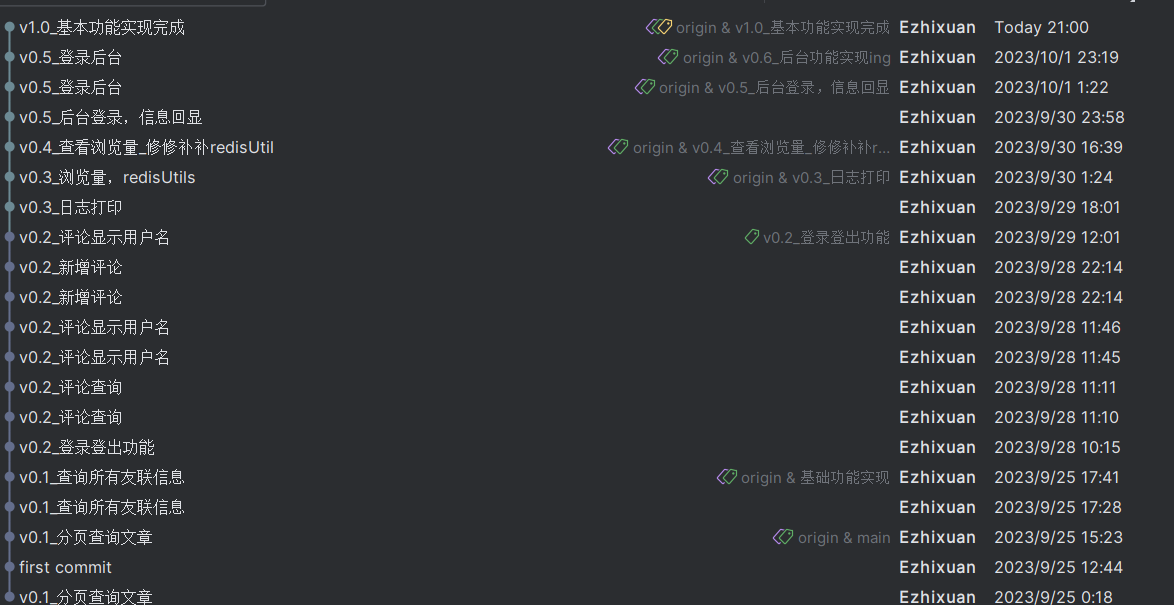 v1.0_基本功能实现完成 origin & v1.0_基本功能实现完成 Ezhixuan Today 21:00
v0.5_登录后台 origin & v0.6_后台功能实现ing Ezhixuan 2023/10/1 23:19
v0.5_登录后台 origin & v0.5_后台登录，信息回显 Ezhixuan 2023/10/1 1:22
v0.5_后台登录，信息回显 Ezhixuan 2023/9/30 23:58
v0.4_查看浏览量_修修补补redisUtil origin & v0.4_查看浏览量_修修补补r... Ezhixuan 2023/9/30 16:39
v0.3_浏览量，redisUtils origin & v0.3_日志打印 Ezhixuan 2023/9/30 1:24
v0.3_日志打印 Ezhixuan 2023/9/29 18:01
v0.2_评论显示用户名 v0.2_登录登出功能 Ezhixuan 2023/9/29 12:01
v0.2_新增评论 Ezhixuan 2023/9/28 22:14
v0.2_新增评论 Ezhixuan 2023/9/28 22:14
v0.2_评论显示用户名 Ezhixuan 2023/9/28 11:46
v0.2_评论显示用户名 Ezhixuan 2023/9/28 11:45
v0.2_评论查询 Ezhixuan 2023/9/28 11:11
v0.2_评论查询 Ezhixuan 2023/9/28 11:10
v0.2_登录登出功能 Ezhixuan 2023/9/28 10:15
v0.1_查询所有友联信息 origin & 基础功能实现 Ezhixuan 2023/9/25 17:41
v0.1_查询所有友联信息 Ezhixuan 2023/9/25 17:28
v0.1_分页查询文章 origin & main Ezhixuan 2023/9/25 15:23
first commit Ezhixuan 2023/9/25 12:44
v0.1_分页查询文章 Ezhixuan 2023/9/25 0:18